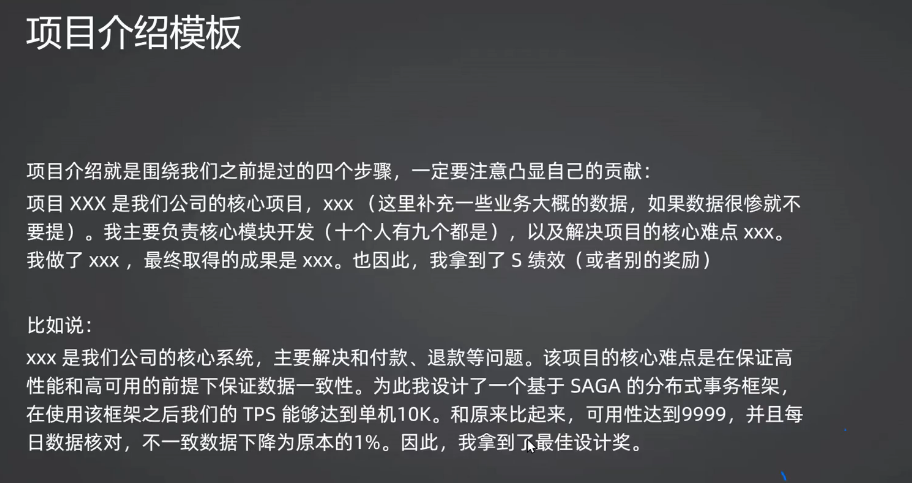 项目介绍模板
项目介绍就是围绕我们之前提过的四个步骤，一定要注意凸显自己的贡献：
项目 XXX 是我们公司的核心项目，xxx （这里补充一些业务大概的数据，如果数据很惨就不
要提）。我主要负责核心模块开发（十个人有九个都是），以及解决项目的核心难点 xxx。
我做了 xxx ，最终取得的成果是 xxx。也因此，我拿到了 S 绩效（或者别的奖励）
比如说：
xxx 是我们公司的核心系统，主要解决和付款、退款等问题。该项目的核心难点是在保证高
性能和高可用的前提下保证数据一致性。为此我设计了一个基于 SAGA 的分布式事务框架，
在使用该框架之后我们的 TPS 能够达到单机10K。和原来比起来，可用性达到9999，并且每
日数据核对，不一致数据下降为原本的1%。因此，我拿到了最佳设计奖。